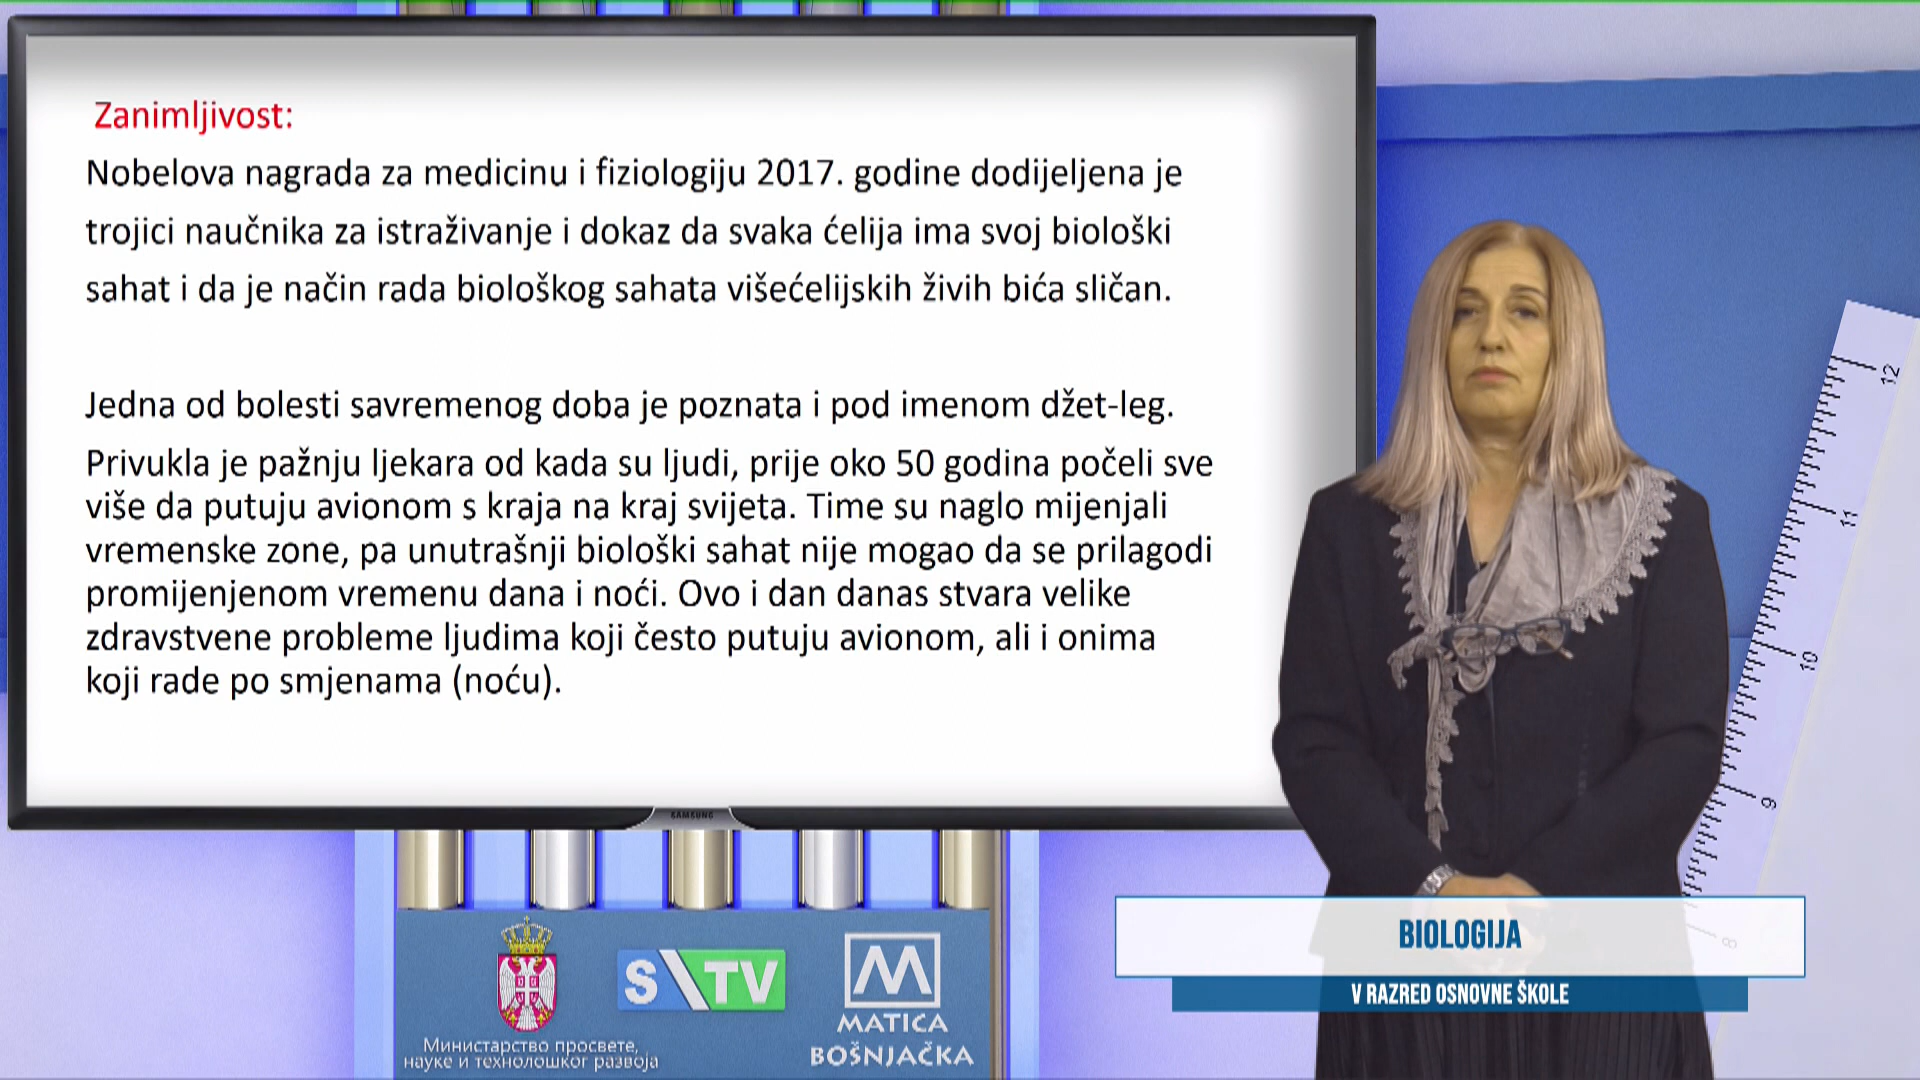 Zanimljivost:
Nobelova nagrada za medicinu i fiziologiju 2017. godine dodijeljena je
trojici naučnika za istraživanje i dokaz da svaka ćelija ima svoj biološki
sahat i da je način rada biološkog sahata višećelijskih živih bića sličan.
Jedna od bolesti savremenog doba je poznata i pod imenom džet-leg.
Privukla je pažnju ljekara od kada su ljudi, prije oko 50 godina počeli sve
više da putuju avionom s kraja na kraj svijeta. Time su naglo mijenjali
vremenske zone, pa unutrašnji biološki sahat nije mogao da se prilagodi
promijenjenom vremenu dana i noći. Ovo i dan danas stvara velike
zdravstvene probleme ljudima koji često putuju avionom, ali i onima
koji rade po smjenama (noću).
SAMSUNG
12
11
10
9
8
BIOLOGIJA
V RAZRED OSNOVNE ŠKOLE
Министарство просвете,
науке и технолошког развоја
S TV
MATICA
BOŠNJAČKA